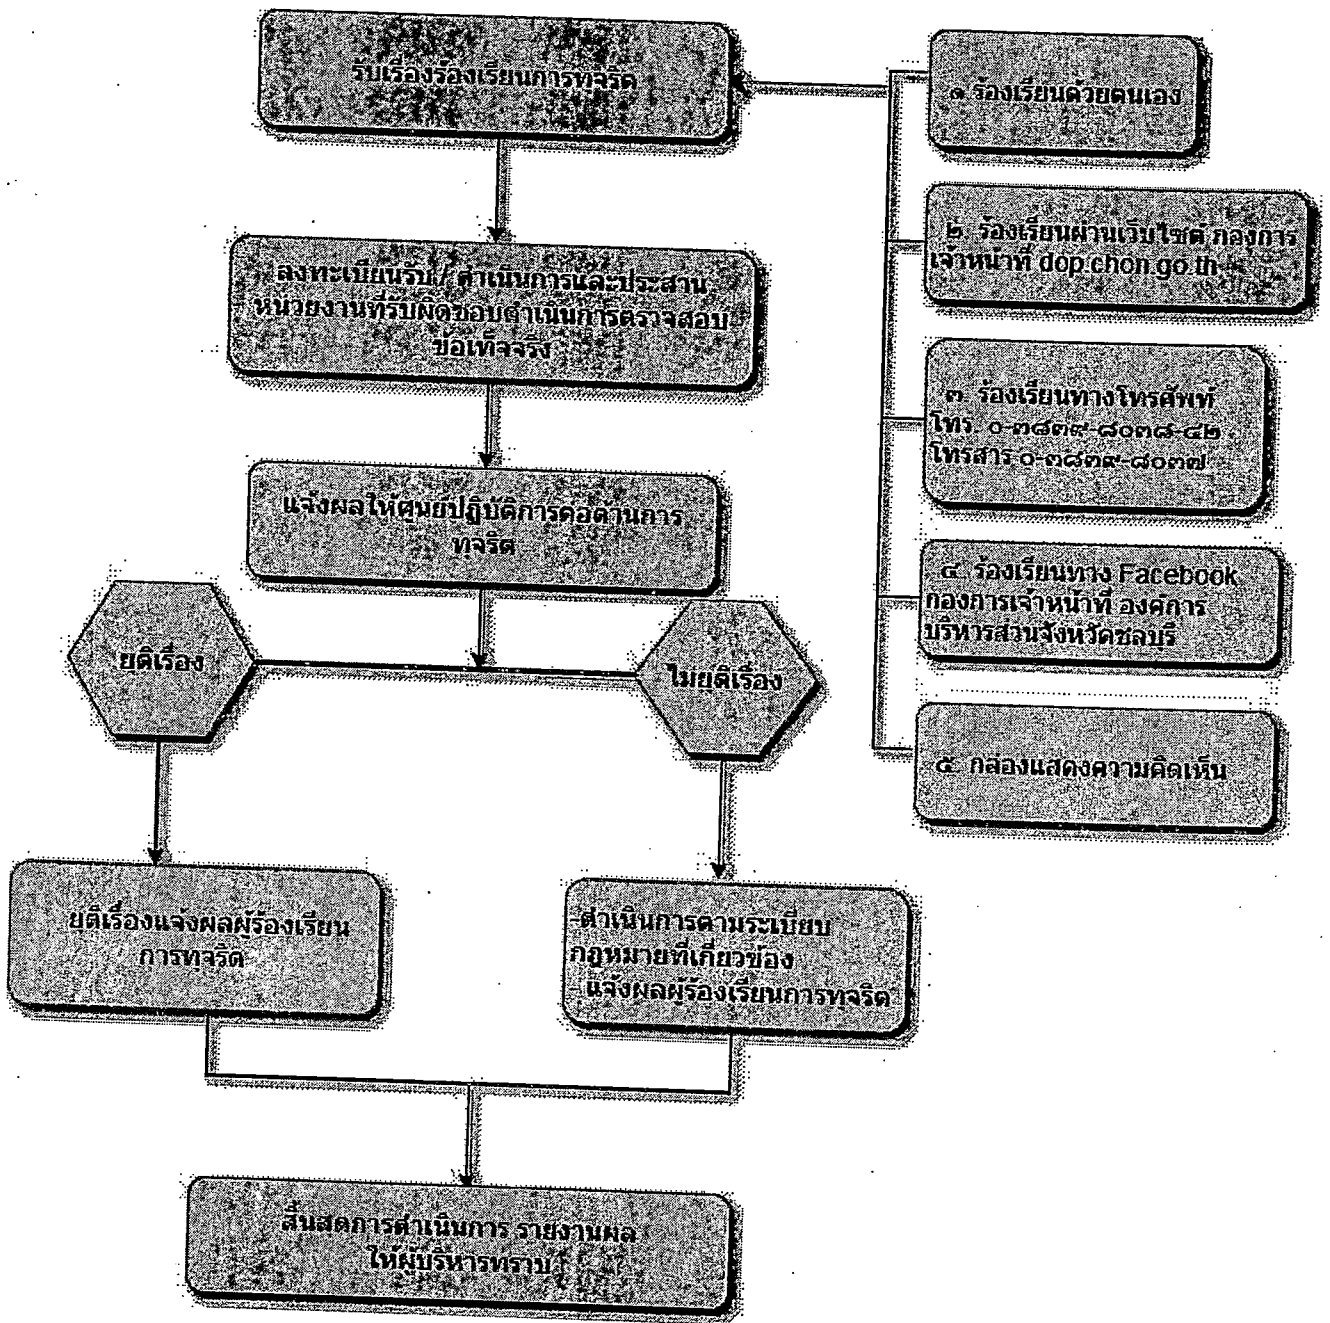 รับเรื่องร้องเรียนการทุจริต
๑. ร้องเรียนด้วยตนเอง
๒. ร้องเรียนผ่านเว็บไซต์ กองการ
เจ้าหน้าที่ dop.chon.go.th
ลงทะเบียนรับ / ดำเนินการและประสาน
หน่วยงานที่รับผิดชอบดำเนินการตรวจสอบ
ข้อเท็จจริง
๓. ร้องเรียนทางโทรศัพท์
โทร. ๐-๓๘๓๙-๘๐๓๘-๔๒
โทรสาร ๐-๓๘๓๙-๘๐๓๗
แจ้งผลให้ศูนย์ปฏิบัติการต่อต้านการ
ทุจริต
๔. ร้องเรียนทาง Facebook
กองการเจ้าหน้าที่ องค์การ
บริหารส่วนจังหวัดชลบุรี
ยุติเรื่อง
ไม่ยุติเรื่อง
๕. กล่องแสดงความคิดเห็น
ยุติเรื่องแจ้งผลผู้ร้องเรียน
การทุจริต
-ดำเนินการตามระเบียบ
กฎหมายที่เกี่ยวข้อง
- แจ้งผลผู้ร้องเรียนการทุจริต
สิ้นสุดการดำเนินการ รายงานผล
ให้ผู้บริหารทราบ